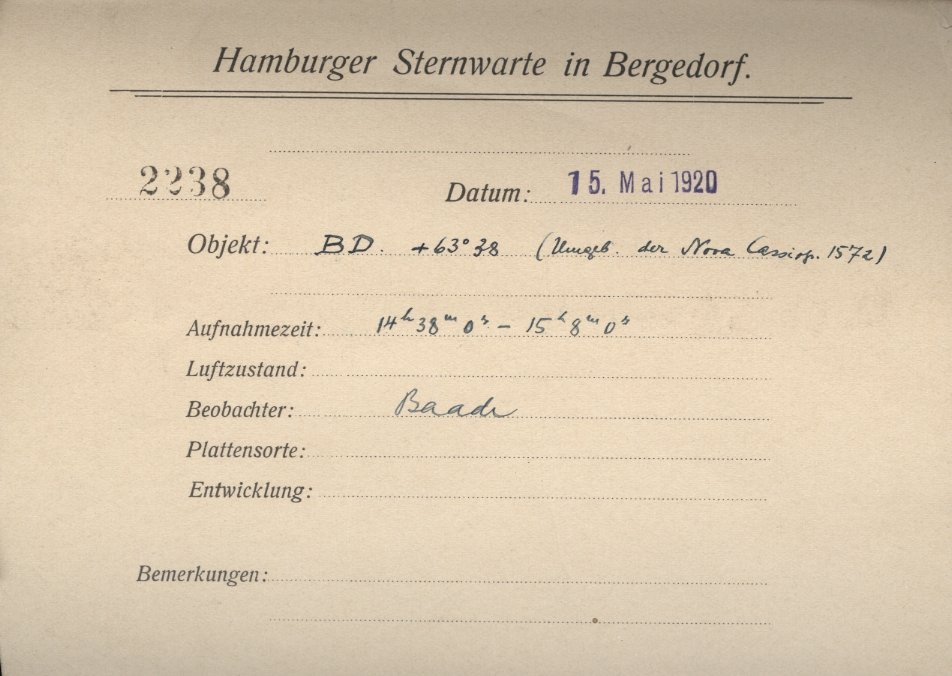 Hamburger Sternwarte in Bergedorf.
2238 Datum: 15. Mai 1920
Objekt: BD. +63° 38 (Umgeb. der Nova Cassiop. 1572)
Aufnahmezeit: 14ʰ 38ᵐ 0ˢ – 15ʰ 8ᵐ 0ˢ
Luftzustand:
Beobachter: Baade
Plattensorte:
Entwicklung:
Bemerkungen: